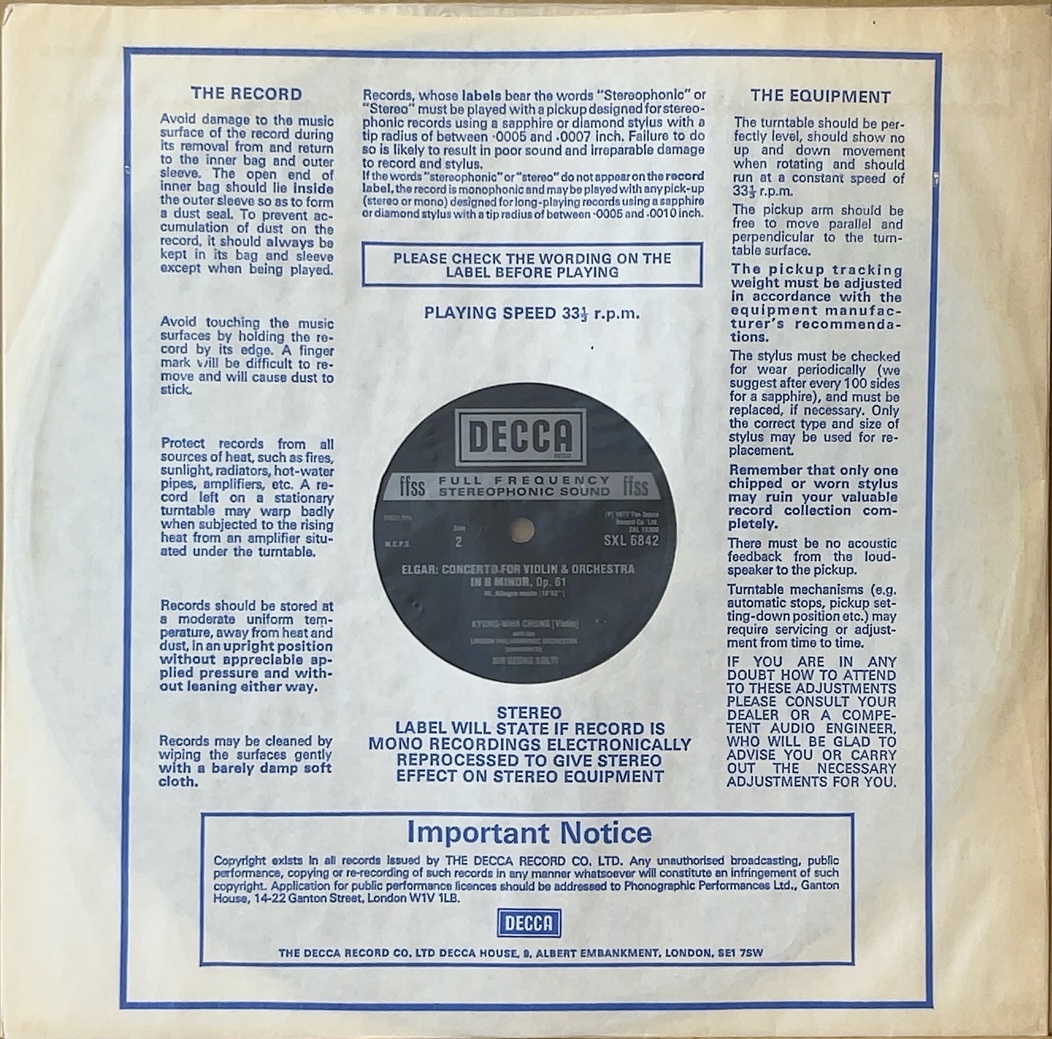 THE RECORD
Avoid damage to the music
surface of the record during
its removal from and return
to the inner bag and outer
sleeve. The open end of
inner bag should lie inside
the outer sleeve so as to form
a dust seal. To prevent ac-
cumulation of dust on the
record, it should always be
kept in its bag and sleeve
except when being played.
Avoid touching the music
surfaces by holding the re-
cord by its edge. A finger
mark will be difficult to re-
move and will cause dust to
stick.
Protect records from all
sources of heat, such as fires,
sunlight, radiators, hot-water
pipes, amplifiers, etc. A re-
cord left on a stationary
turntable may warp badly
when subjected to the rising
heat from an amplifier situ-
ated under the turntable.
Records should be stored at
a moderate uniform tem-
perature, away from heat and
dust, in an upright position
without appreciable ap-
plied pressure and with-
out leaning either way.
Records may be cleaned by
wiping the surfaces gently
with a barely damp soft
cloth.
Records, whose labels bear the words "Stereophonic" or
"Stereo" must be played with a pickup designed for stereo-
phonic records using a sapphire or diamond stylus with a
tip radius of between ·0005 and ·0007 inch. Failure to do
so is likely to result in poor sound and irreparable damage
to record and stylus.
If the words "stereophonic" or "stereo" do not appear on the record
label, the record is monophonic and may be played with any pick-up
(stereo or mono) designed for long-playing records using a sapphire
or diamond stylus with a tip radius of between ·0005 and ·0010 inch.
PLEASE CHECK THE WORDING ON THE
LABEL BEFORE PLAYING
PLAYING SPEED 33⅓ r.p.m.
DECCA
ffss FULL FREQUENCY STEREOPHONIC SOUND ffss
Side
2
M.C.P.S.
(P) 1977 The Decca
Record Co. Ltd.
SXL 6842
ELGAR: CONCERTO FOR VIOLIN & ORCHESTRA
IN B MINOR, Op. 61
III. Allegro molto
KYUNG-WHA CHUNG (Violin)
with the
LONDON PHILHARMONIC ORCHESTRA
conducted by
SIR GEORG SOLTI
STEREO
LABEL WILL STATE IF RECORD IS
MONO RECORDINGS ELECTRONICALLY
REPROCESSED TO GIVE STEREO
EFFECT ON STEREO EQUIPMENT
THE EQUIPMENT
The turntable should be per-
fectly level, should show no
up and down movement
when rotating and should
run at a constant speed of
33⅓ r.p.m.
The pickup arm should be
free to move parallel and
perpendicular to the turn-
table surface.
The pickup tracking
weight must be adjusted
in accordance with the
equipment manufac-
turer's recommenda-
tions.
The stylus must be checked
for wear periodically (we
suggest after every 100 sides
for a sapphire), and must be
replaced, if necessary. Only
the correct type and size of
stylus may be used for re-
placement.
Remember that only one
chipped or worn stylus
may ruin your valuable
record collection com-
pletely.
There must be no acoustic
feedback from the loud-
speaker to the pickup.
Turntable mechanisms (e.g.
automatic stops, pickup set-
ting-down position etc.) may
require servicing or adjust-
ment from time to time.
IF YOU ARE IN ANY
DOUBT HOW TO ATTEND
TO THESE ADJUSTMENTS
PLEASE CONSULT YOUR
DEALER OR A COMPE-
TENT AUDIO ENGINEER,
WHO WILL BE GLAD TO
ADVISE YOU OR CARRY
OUT THE NECESSARY
ADJUSTMENTS FOR YOU.
Important Notice
Copyright exists in all records issued by THE DECCA RECORD CO. LTD. Any unauthorised broadcasting, public
performance, copying or re-recording of such records in any manner whatsoever will constitute an infringement of such
copyright. Application for public performance licences should be addressed to Phonographic Performances Ltd., Ganton
House, 14-22 Ganton Street, London W1V 1LB.
DECCA
THE DECCA RECORD CO. LTD DECCA HOUSE, 9, ALBERT EMBANKMENT, LONDON, SE1 7SW